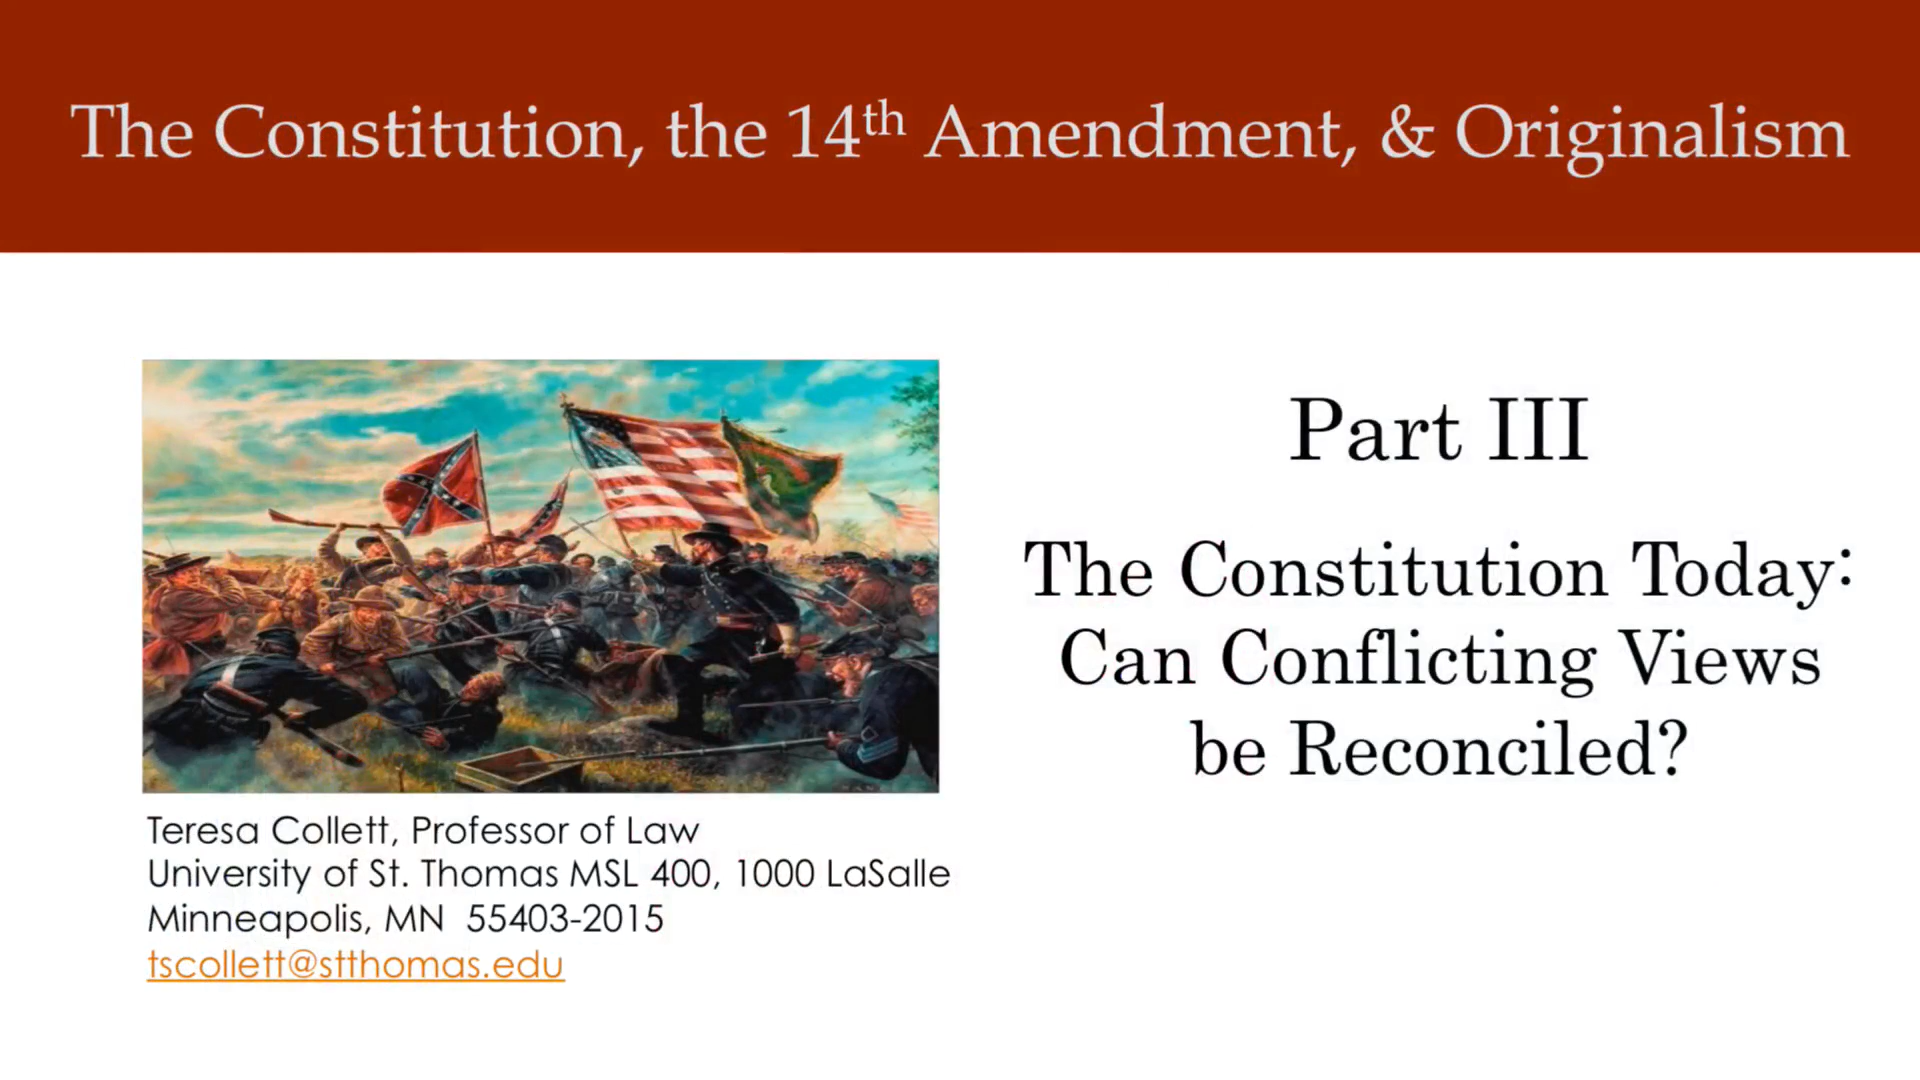 The Constitution, the 14th Amendment, & Originalism
Part III
The Constitution Today:
Can Conflicting Views
be Reconciled?
Teresa Collett, Professor of Law
University of St. Thomas MSL 400, 1000 LaSalle
Minneapolis, MN  55403-2015
tscollett@stthomas.edu